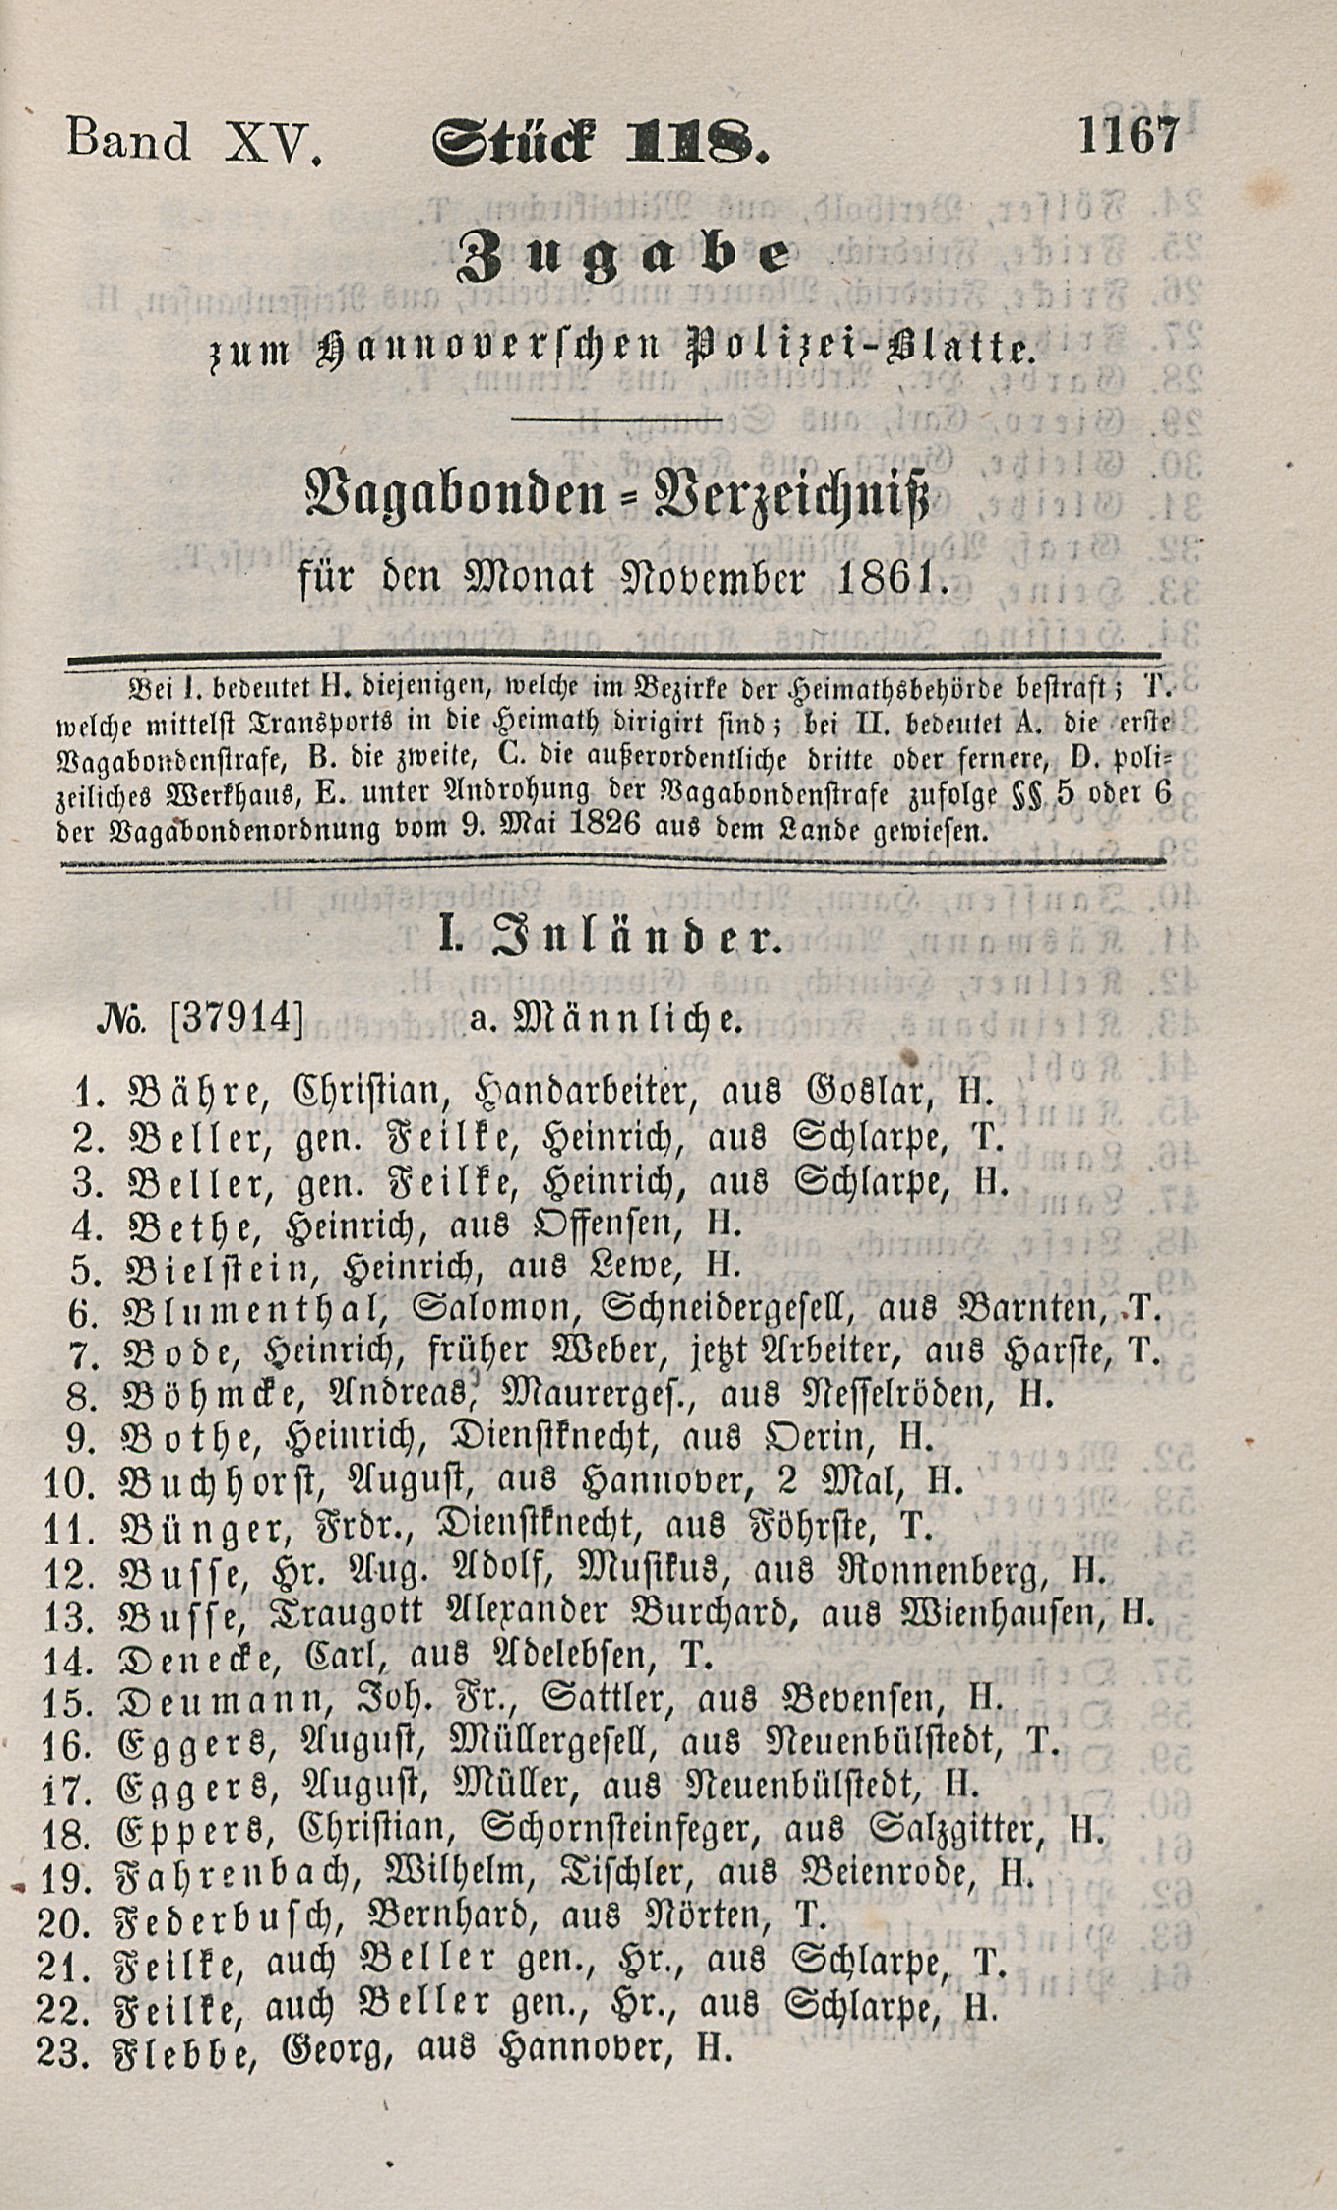 Band XV. Stück 118. 1167
Zugabe
zum Hannoverschen Polizei-Blatte.
Vagabonden-Verzeichniß
für den Monat November 1861.
Bei I. bedeutet H. diejenigen, welche im Bezirke der Heimathsbehörde bestraft; T.
welche mittelst Transports in die Heimath dirigirt sind; bei II. bedeutet A. die erste
Vagabondenstrafe, B. die zweite, C. die außerordentliche dritte oder fernere, D. poli-
zeiliches Werkhaus, E. unter Androhung der Vagabondenstrafe zufolge §§ 5 oder 6
der Vagabondenordnung vom 9. Mai 1826 aus dem Lande gewiesen.
I. Inländer.
No. [37914] a. Männliche.
1. Bähre, Christian, Handarbeiter, aus Goslar, H.
2. Beller, gen. Feilke, Heinrich, aus Schlarpe, T.
3. Beller, gen. Feilke, Heinrich, aus Schlarpe, H.
4. Bethe, Heinrich, aus Offensen, H.
5. Bielstein, Heinrich, aus Lewe, H.
6. Blumenthal, Salomon, Schneidergesell, aus Barnten, T.
7. Bode, Heinrich, früher Weber, jetzt Arbeiter, aus Harste, T.
8. Böhmcke, Andreas, Maurerges., aus Nesselröden, H.
9. Bothe, Heinrich, Dienstknecht, aus Oerin, H.
10. Buchhorst, August, aus Hannover, 2 Mal, H.
11. Bünger, Frdr., Dienstknecht, aus Föhrste, T.
12. Busse, Hr. Aug. Adolf, Musikus, aus Ronnenberg, H.
13. Busse, Traugott Alexander Burchard, aus Wienhausen, H.
14. Denecke, Carl, aus Adelebsen, T.
15. Deumann, Joh. Fr., Sattler, aus Bevensen, H.
16. Eggers, August, Müllergesell, aus Neuenbülstedt, T.
17. Eggers, August, Müller, aus Neuenbülstedt, H.
18. Eppers, Christian, Schornsteinfeger, aus Salzgitter, H.
19. Fahrenbach, Wilhelm, Tischler, aus Beienrode, H.
20. Federbusch, Bernhard, aus Nörten, T.
21. Feilke, auch Beller gen., Hr., aus Schlarpe, T.
22. Feilke, auch Beller gen., Hr., aus Schlarpe, H.
23. Flebbe, Georg, aus Hannover, H.